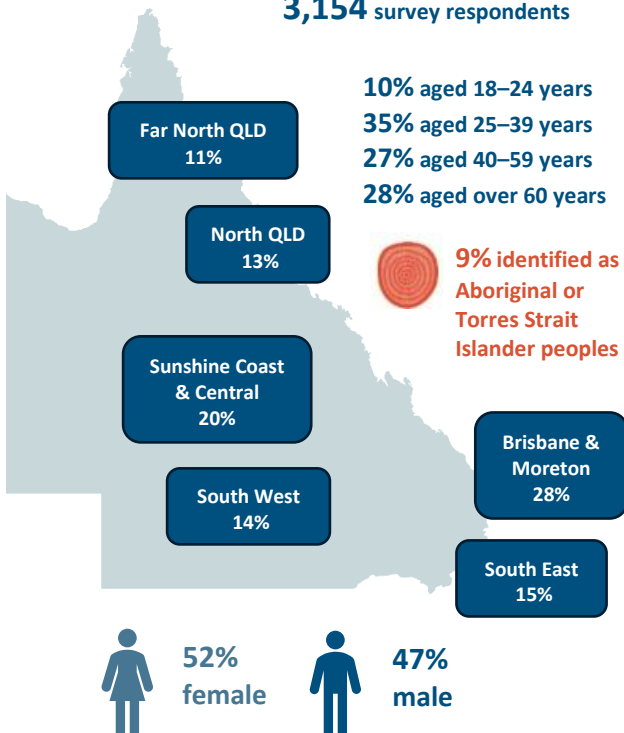 3,154 survey respondents
10% aged 18–24 years
35% aged 25–39 years
27% aged 40–59 years
28% aged over 60 years
Far North QLD
11%
North QLD
13%
9% identified as
Aboriginal or
Torres Strait
Islander peoples
Sunshine Coast
& Central
20%
Brisbane &
Moreton
28%
South West
14%
South East
15%
52%
female
47%
male